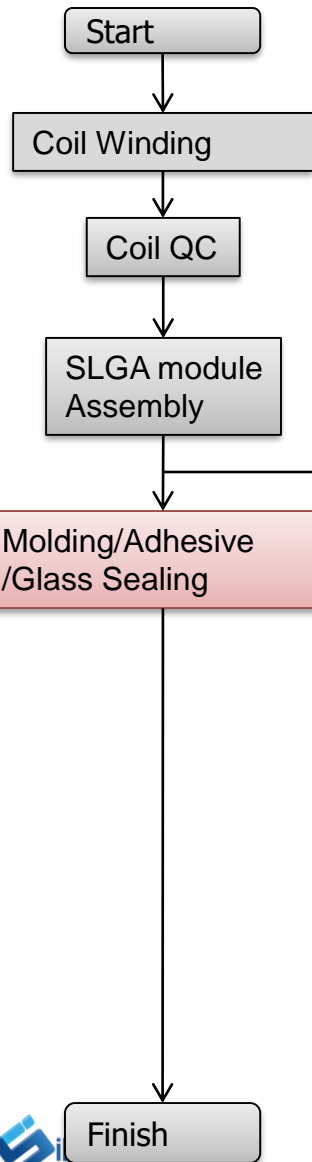 Start
Coil Winding
Coil QC
SLGA module
Assembly
Molding/Adhesive
/Glass Sealing
Finish